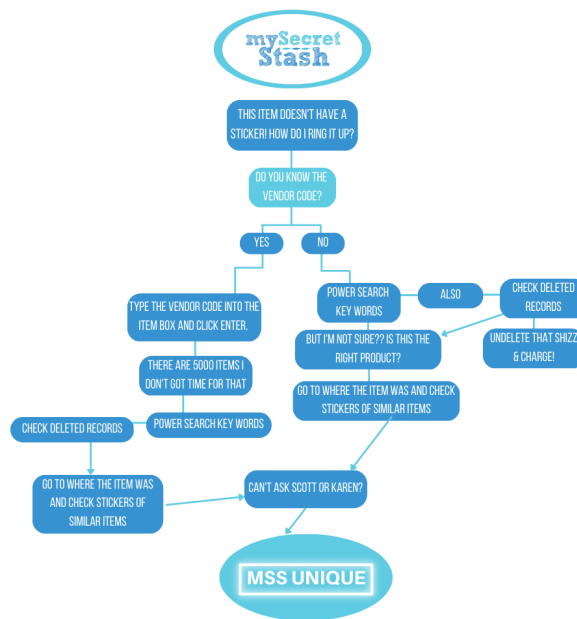 mySecret
Stash
THIS ITEM DOESN'T HAVE A
STICKER! HOW DO I RING IT UP?
DO YOU KNOW THE
VENDOR CODE?
YES
NO
TYPE THE VENDOR CODE INTO THE
ITEM BOX AND CLICK ENTER.
THERE ARE 5000 ITEMS I
DON'T GOT TIME FOR THAT
POWER SEARCH KEY WORDS
CHECK DELETED RECORDS
GO TO WHERE THE ITEM WAS
AND CHECK STICKERS OF
SIMILAR ITEMS
POWER SEARCH
KEY WORDS
ALSO
CHECK DELETED
RECORDS
UNDELETE THAT SHIZZ
& CHARGE!
BUT I'M NOT SURE?? IS THIS THE
RIGHT PRODUCT?
GO TO WHERE THE ITEM WAS AND CHECK
STICKERS OF SIMILAR ITEMS
CAN'T ASK SCOTT OR KAREN?
MSS UNIQUE